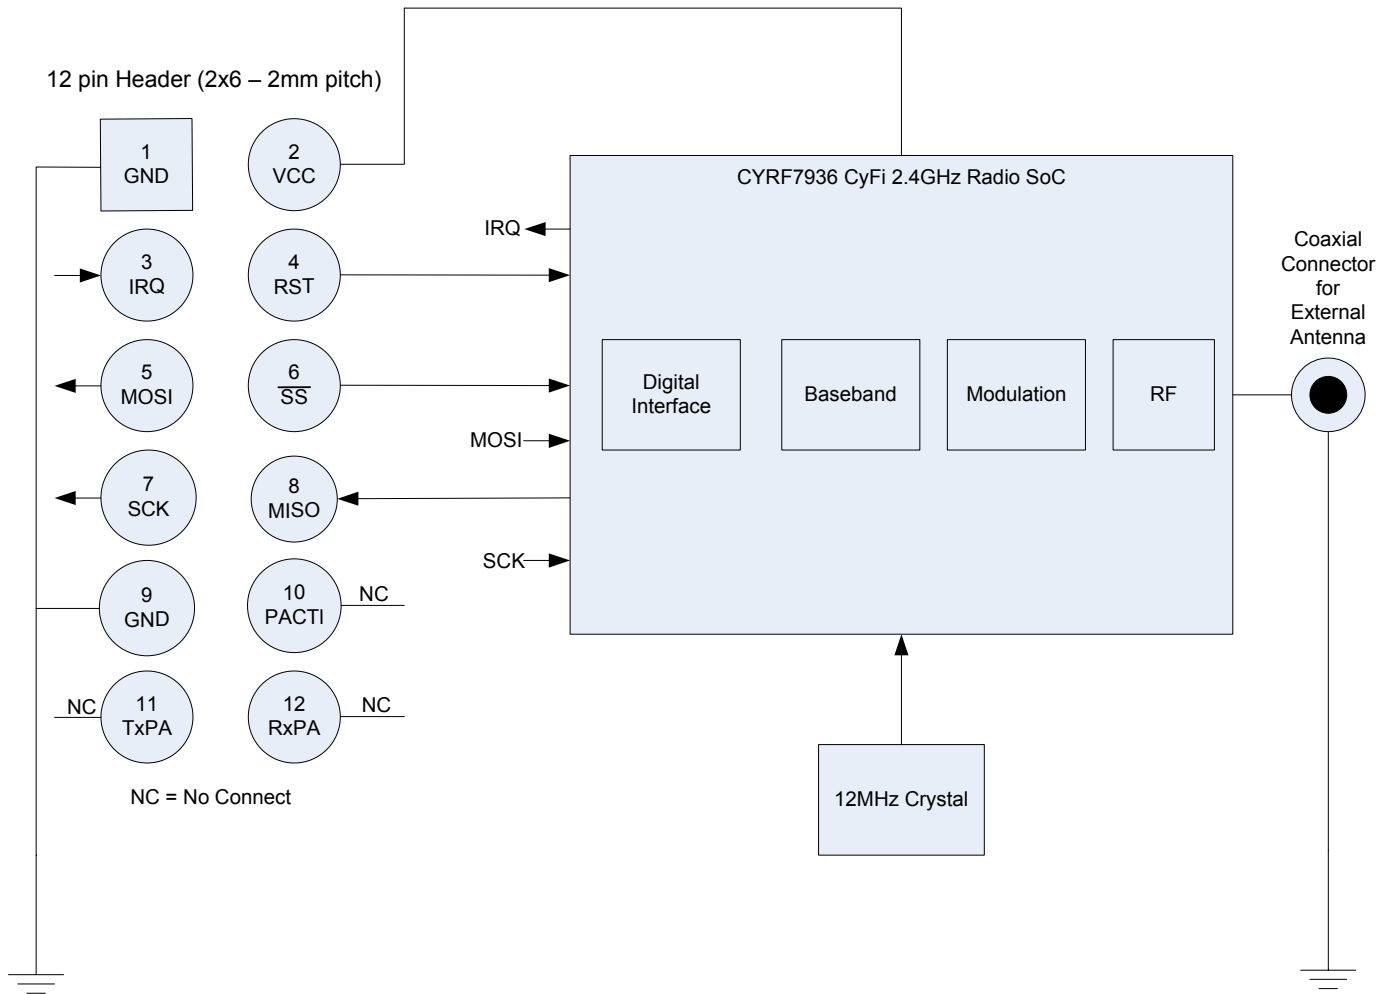 12 pin Header (2x6 – 2mm pitch)
1
GND
2
VCC
3
IRQ
4
RST
5
MOSI
6
SS
7
SCK
8
MISO
9
GND
10
PACTI
NC
NC
11
TxPA
12
RxPA
NC
NC = No Connect
CYRF7936 CyFi 2.4GHz Radio SoC
IRQ
MOSI
SCK
Digital
Interface
Baseband
Modulation
RF
Coaxial
Connector
for
External
Antenna
12MHz Crystal